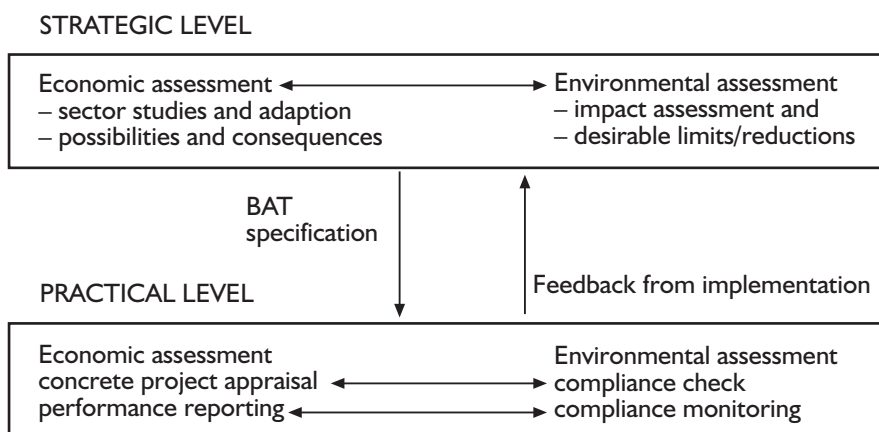 STRATEGIC LEVEL
Economic assessment
– sector studies and adaption
– possibilities and consequences
Environmental assessment
– impact assessment and
– desirable limits/reductions
BAT
specification
Feedback from implementation
PRACTICAL LEVEL
Economic assessment
concrete project appraisal
performance reporting
Environmental assessment
compliance check
compliance monitoring